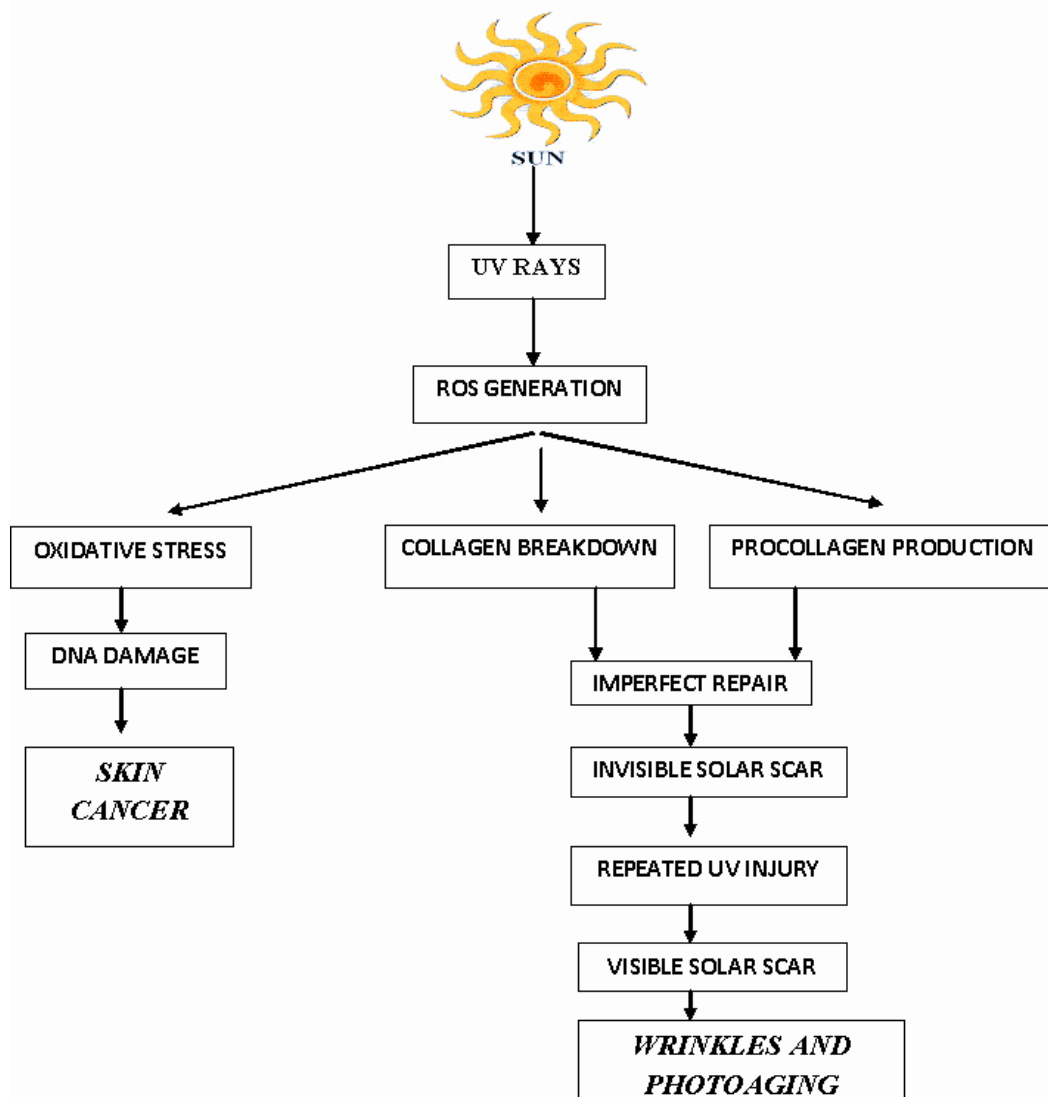 SUN
UV RAYS
ROS GENERATION
OXIDATIVE STRESS
COLLAGEN BREAKDOWN
PROCOLLAGEN PRODUCTION
DNA DAMAGE
IMPERFECT REPAIR
SKIN
CANCER
INVISIBLE SOLAR SCAR
REPEATED UV INJURY
VISIBLE SOLAR SCAR
WRINKLES AND
PHOTOAGING